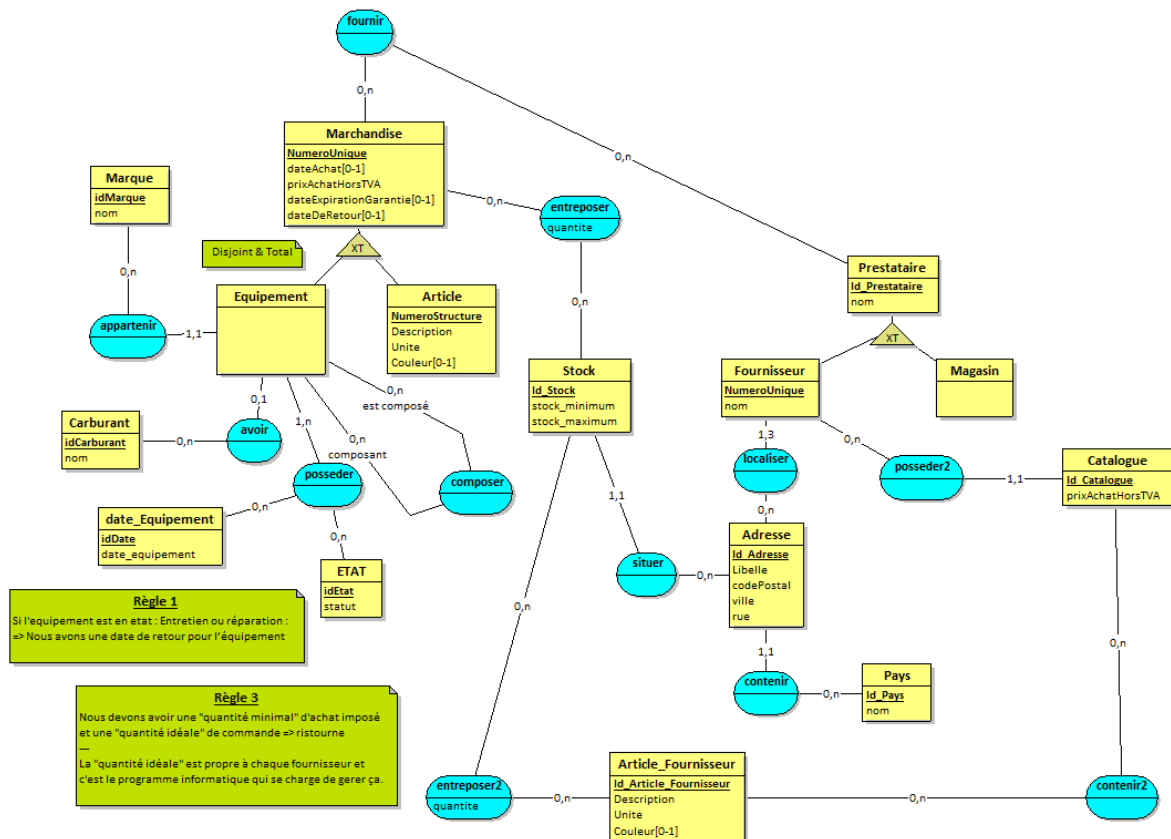 fournir
0,n
0,n
Marchandise
NumeroUnique
dateAchat[0-1]
prixAchatHorsTVA
dateExpirationGarantie[0-1]
dateDeRetour[0-1]
Marque
idMarque
nom
0,n
entreposer
quantite
0,n
Disjoint & Total
XT
Prestataire
Id_Prestataire
nom
XT
Equipement
Article
NumeroStructure
Description
Unite
Couleur[0-1]
0,n
appartenir
1,1
Stock
Id_Stock
stock_minimum
stock_maximum
Fournisseur
NumeroUnique
nom
Magasin
0,n
est composé
0,1
1,n
0,n
composant
Carburant
idCarburant
nom
0,n
avoir
1,3
0,n
localiser
posseder2
1,1
Catalogue
Id_Catalogue
prixAchatHorsTVA
posseder
composer
1,1
0,n
date_Equipement
idDate
date_equipement
0,n
0,n
Adresse
Id_Adresse
Libelle
codePostal
ville
rue
situer
0,n
ETAT
idEtat
statut
Règle 1
Si l'equipement est en etat : Entretien ou réparation :
=> Nous avons une date de retour pour l'équipement
0,n
0,n
1,1
contenir
0,n
Pays
Id_Pays
nom
Règle 3
Nous devons avoir une "quantité minimal" d'achat imposé
et une "quantité idéale" de commande => ristourne
---
La "quantité idéale" est propre à chaque fournisseur et
c'est le programme informatique qui se charge de gerer ça.
entreposer2
quantite
0,n
Article_Fournisseur
Id_Article_Fournisseur
Description
Unite
Couleur[0-1]
0,n
contenir2